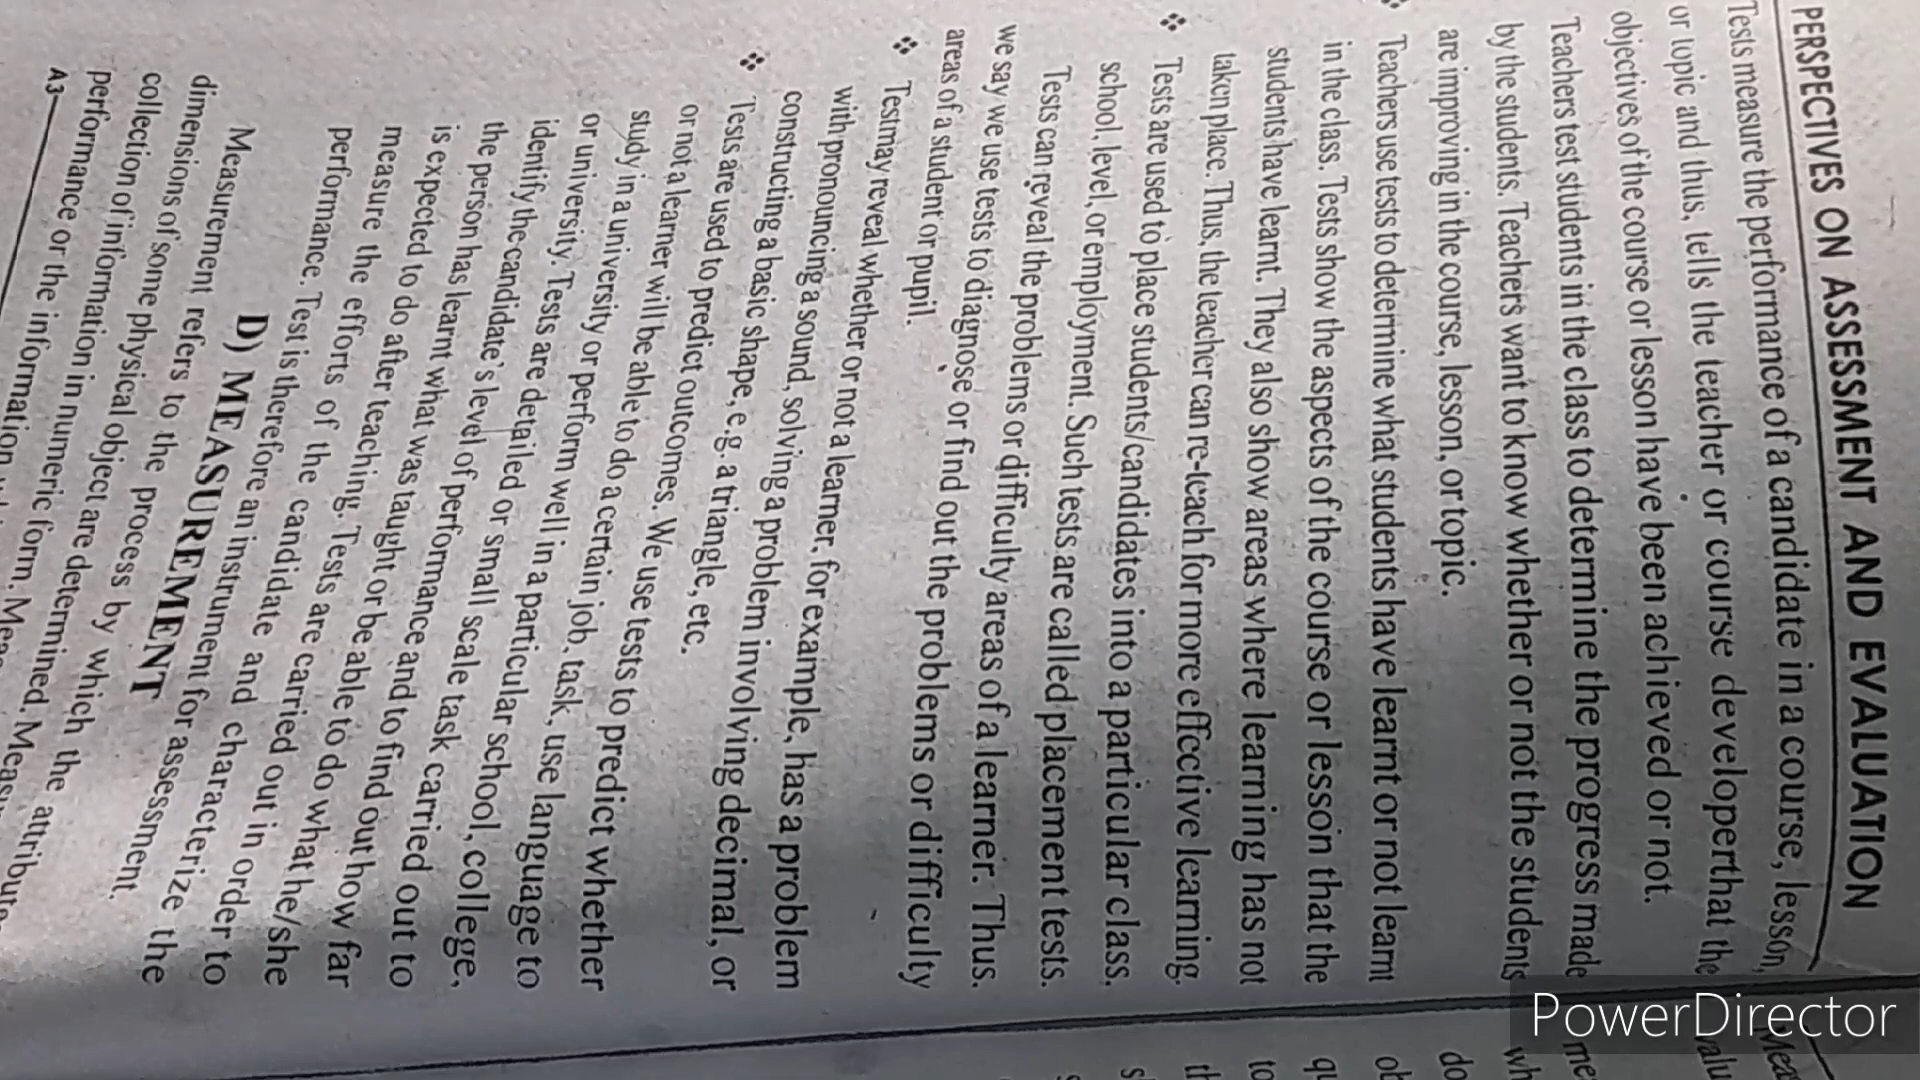 PERSPECTIVES ON ASSESSMENT AND EVALUATION
Tests measure the performance of a candidate in a course, lesson,
or topic and thus, tells the teacher or course developerthat the
objectives of the course or lesson have been achieved or not.
Teachers test students in the class to determine the progress made
by the students. Teachers want to know whether or not the students
are improving in the course, lesson, or topic.
❖ Teachers use tests to determine what students have learnt or not learnt
in the class. Tests show the aspects of the course or lesson that the
students have learnt. They also show areas where learning has not
taken place. Thus, the teacher can re-teach for more effective learning.
❖ Tests are used to place students/candidates into a particular class,
school, level, or employment. Such tests are called placement tests.
Tests can reveal the problems or difficulty areas of a learner. Thus.
we say we use tests to diagnose or find out the problems or difficulty
areas of a student or pupil.
❖ Testmay reveal whether or not a learner, for example, has a problem
with pronouncing a sound, solving a problem involving decimal, or
constructing a basic shape, e.g. a triangle, etc.
❖ Tests are used to predict outcomes. We use tests to predict whether
or not a learner will be able to do a certain job, task, use language to
study in a university or perform well in a particular school, college,
or university. Tests are detailed or small scale task carried out to
identify the candidate's level of performance and to find out how far
the person has learnt what was taught or be able to do what he/she
is expected to do after teaching. Tests are carried out in order to
measure the efforts of the candidate and characterize the
performance. Test is therefore an instrument for assessment.
D) MEASUREMENT
Measurement refers to the process by which the attribute
dimensions of some physical object are determined. Meas
collection of information in numeric form. Mea
performance or the information
A3
PowerDirector